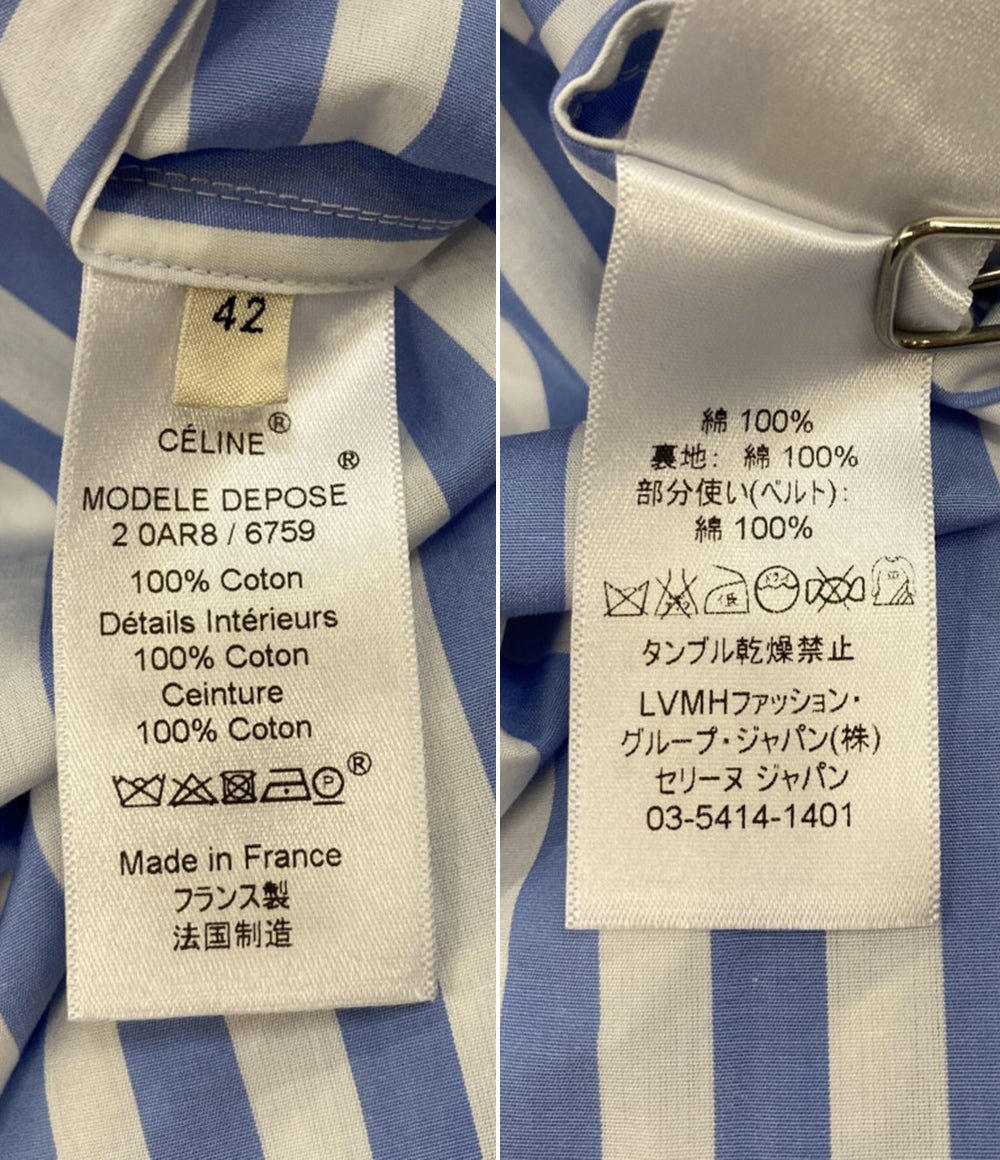 42
CÉLINE®
®
MODELE DEPOSE
2 0AR8 / 6759
100% Coton
Détails Intérieurs
100% Coton
Ceinture
100% Coton
P ®
Made in France
フランス製
法国制造
綿 100%
裏地: 綿 100%
部分使い(ベルト):
綿 100%
タンブル乾燥禁止
LVMHファッション・
グループ・ジャパン(株)
セリーヌ ジャパン
03-5414-1401